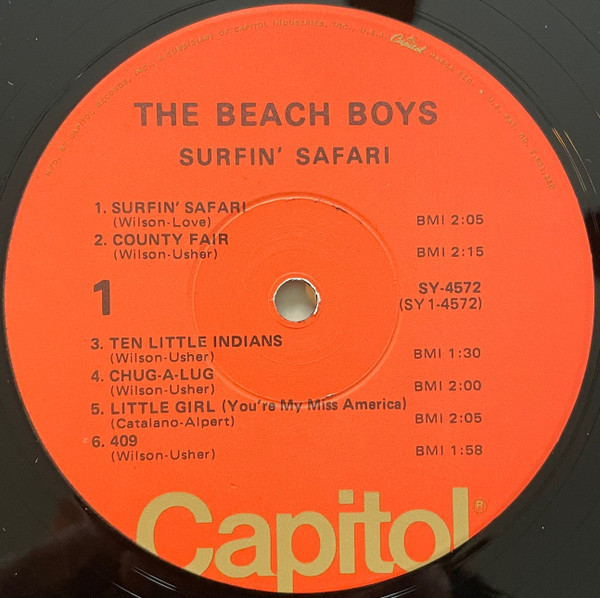 THE BEACH BOYS
SURFIN' SAFARI
1. SURFIN' SAFARI
(Wilson-Love) BMI 2:05
2. COUNTY FAIR
(Wilson-Usher) BMI 2:15
1
SY-4572
(SY1-4572)
3. TEN LITTLE INDIANS
(Wilson-Usher) BMI 1:30
4. CHUG-A-LUG
(Wilson-Usher) BMI 2:00
5. LITTLE GIRL (You're My Miss America)
(Catalano-Alpert) BMI 2:05
6. 409
(Wilson-Usher) BMI 1:58
Capitol®